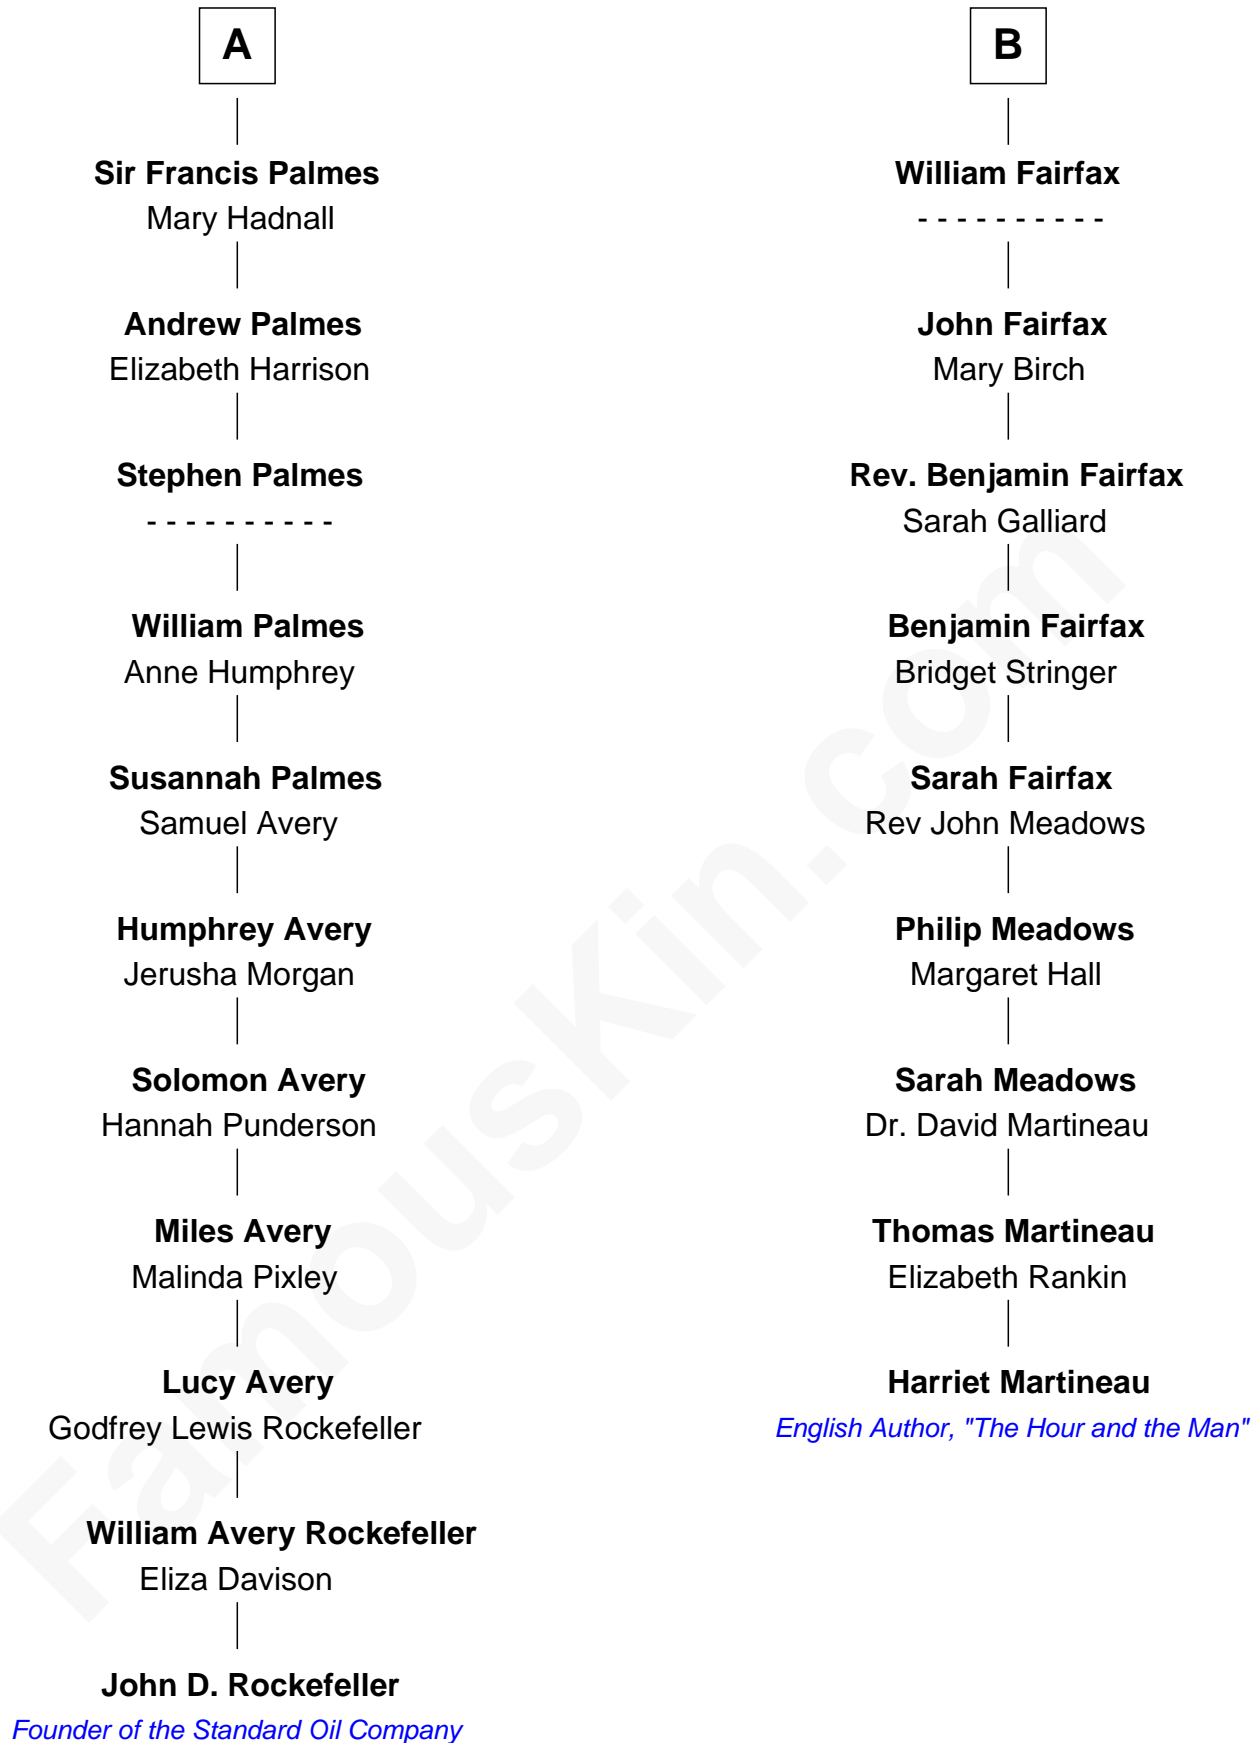 A
Sir Francis Palmes
Mary Hadnall
Andrew Palmes
Elizabeth Harrison
Stephen Palmes
- - - - - - - - - -
William Palmes
Anne Humphrey
Susannah Palmes
Samuel Avery
Humphrey Avery
Jerusha Morgan
Solomon Avery
Hannah Punderson
Miles Avery
Malinda Pixley
Lucy Avery
Godfrey Lewis Rockefeller
William Avery Rockefeller
Eliza Davison
John D. Rockefeller
Founder of the Standard Oil Company
B
William Fairfax
- - - - - - - - - -
John Fairfax
Mary Birch
Rev. Benjamin Fairfax
Sarah Galliard
Benjamin Fairfax
Bridget Stringer
Sarah Fairfax
Rev John Meadows
Philip Meadows
Margaret Hall
Sarah Meadows
Dr. David Martineau
Thomas Martineau
Elizabeth Rankin
Harriet Martineau
English Author, "The Hour and the Man"
FamousKin.com